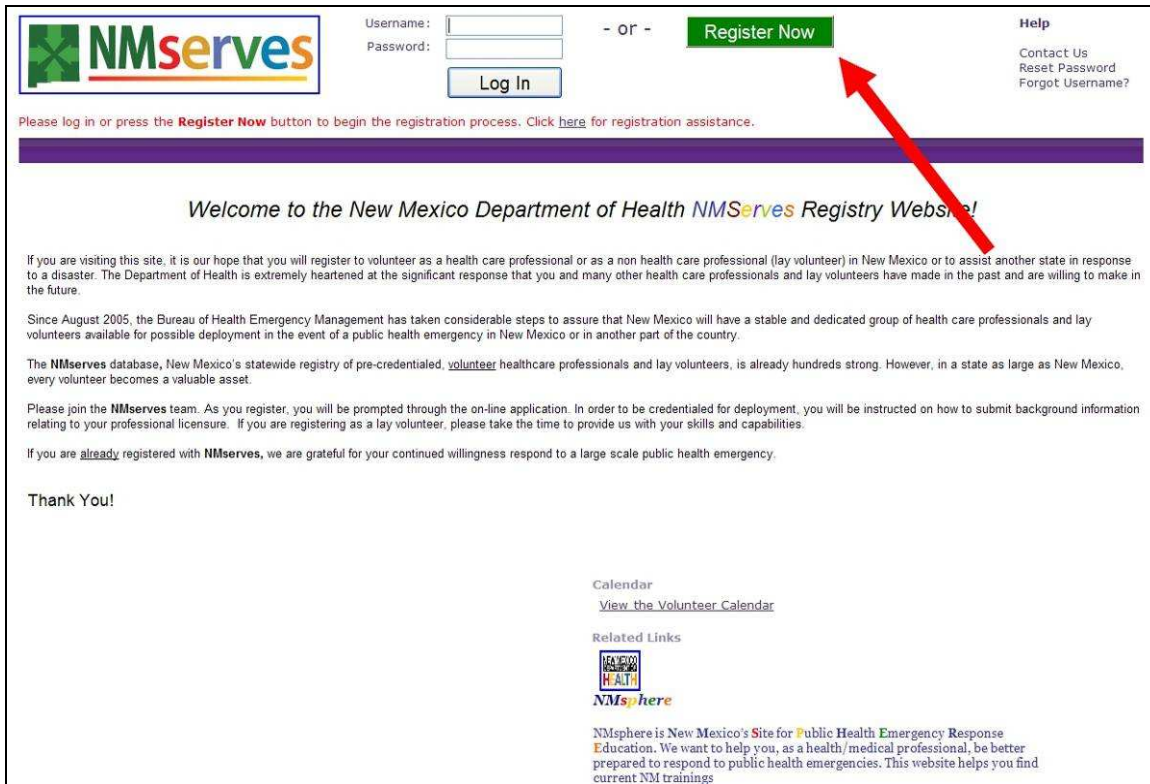 NMserves
Username:
Password:
Log In
- or -
Register Now
Help
Contact Us
Reset Password
Forgot Username?
Please log in or press the Register Now button to begin the registration process. Click here for registration assistance.
Welcome to the New Mexico Department of Health NMServes Registry Website!
If you are visiting this site, it is our hope that you will register to volunteer as a health care professional or as a non health care professional (lay volunteer) in New Mexico or to assist another state in response
to a disaster. The Department of Health is extremely heartened at the significant response that you and many other health care professionals and lay volunteers have made in the past and are willing to make in
the future.
Since August 2005, the Bureau of Health Emergency Management has taken considerable steps to assure that New Mexico will have a stable and dedicated group of health care professionals and lay
volunteers available for possible deployment in the event of a public health emergency in New Mexico or in another part of the country.
The NMserves database, New Mexico's statewide registry of pre-credentialed, volunteer healthcare professionals and lay volunteers, is already hundreds strong. However, in a state as large as New Mexico,
every volunteer becomes a valuable asset.
Please join the NMserves team. As you register, you will be prompted through the on-line application. In order to be credentialed for deployment, you will be instructed on how to submit background information
relating to your professional licensure. If you are registering as a lay volunteer, please take the time to provide us with your skills and capabilities.
If you are already registered with NMserves, we are grateful for your continued willingness respond to a large scale public health emergency.
Thank You!
Calendar
View the Volunteer Calendar
Related Links
NEW MEXICO
DEPARTMENT OF
HEALTH
NMsphere
NMsphere is New Mexico's Site for Public Health Emergency Response
Education. We want to help you, as a health/medical professional, be better
prepared to respond to public health emergencies. This website helps you find
current NM trainings